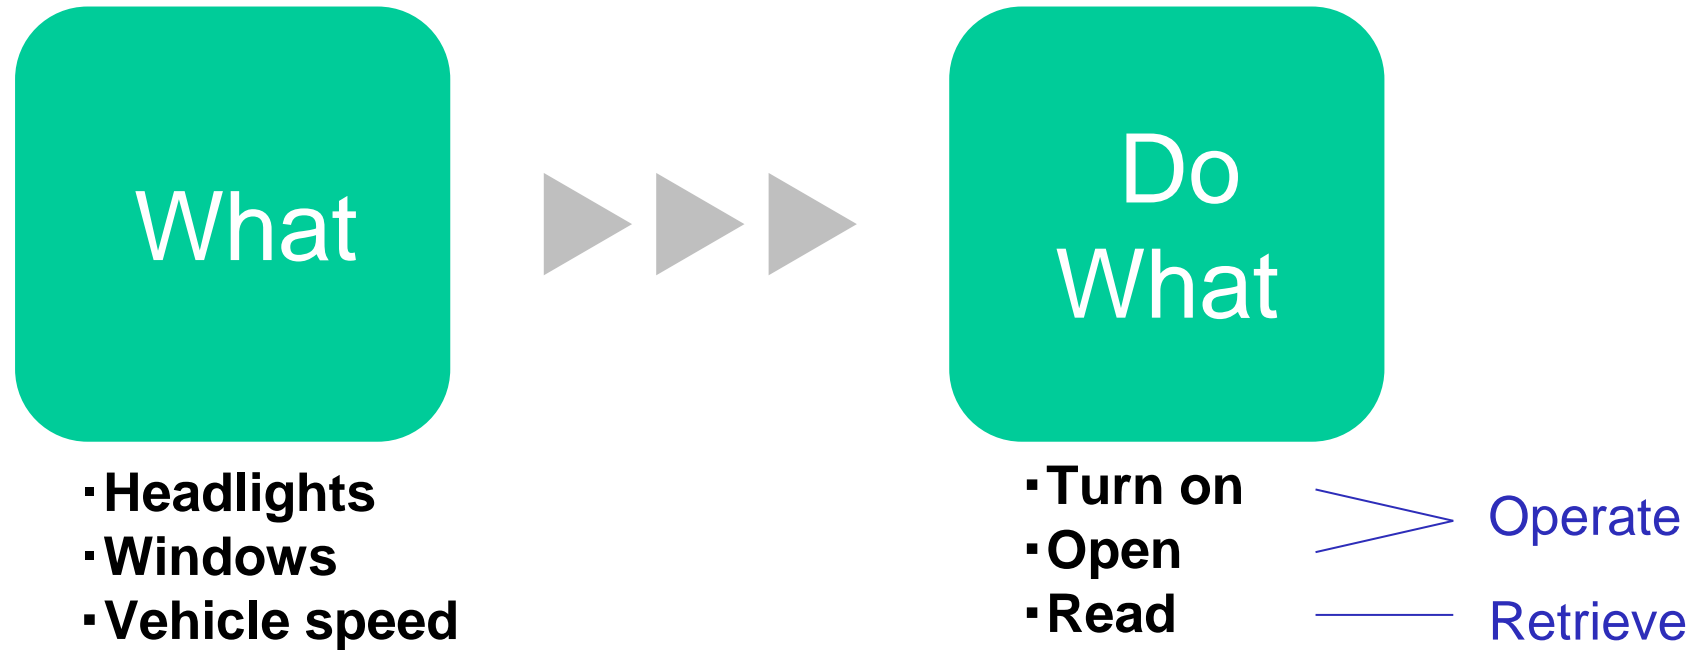 What
・Headlights
・Windows
・Vehicle speed
Do
What
・Turn on
・Open
・Read
Operate
Retrieve